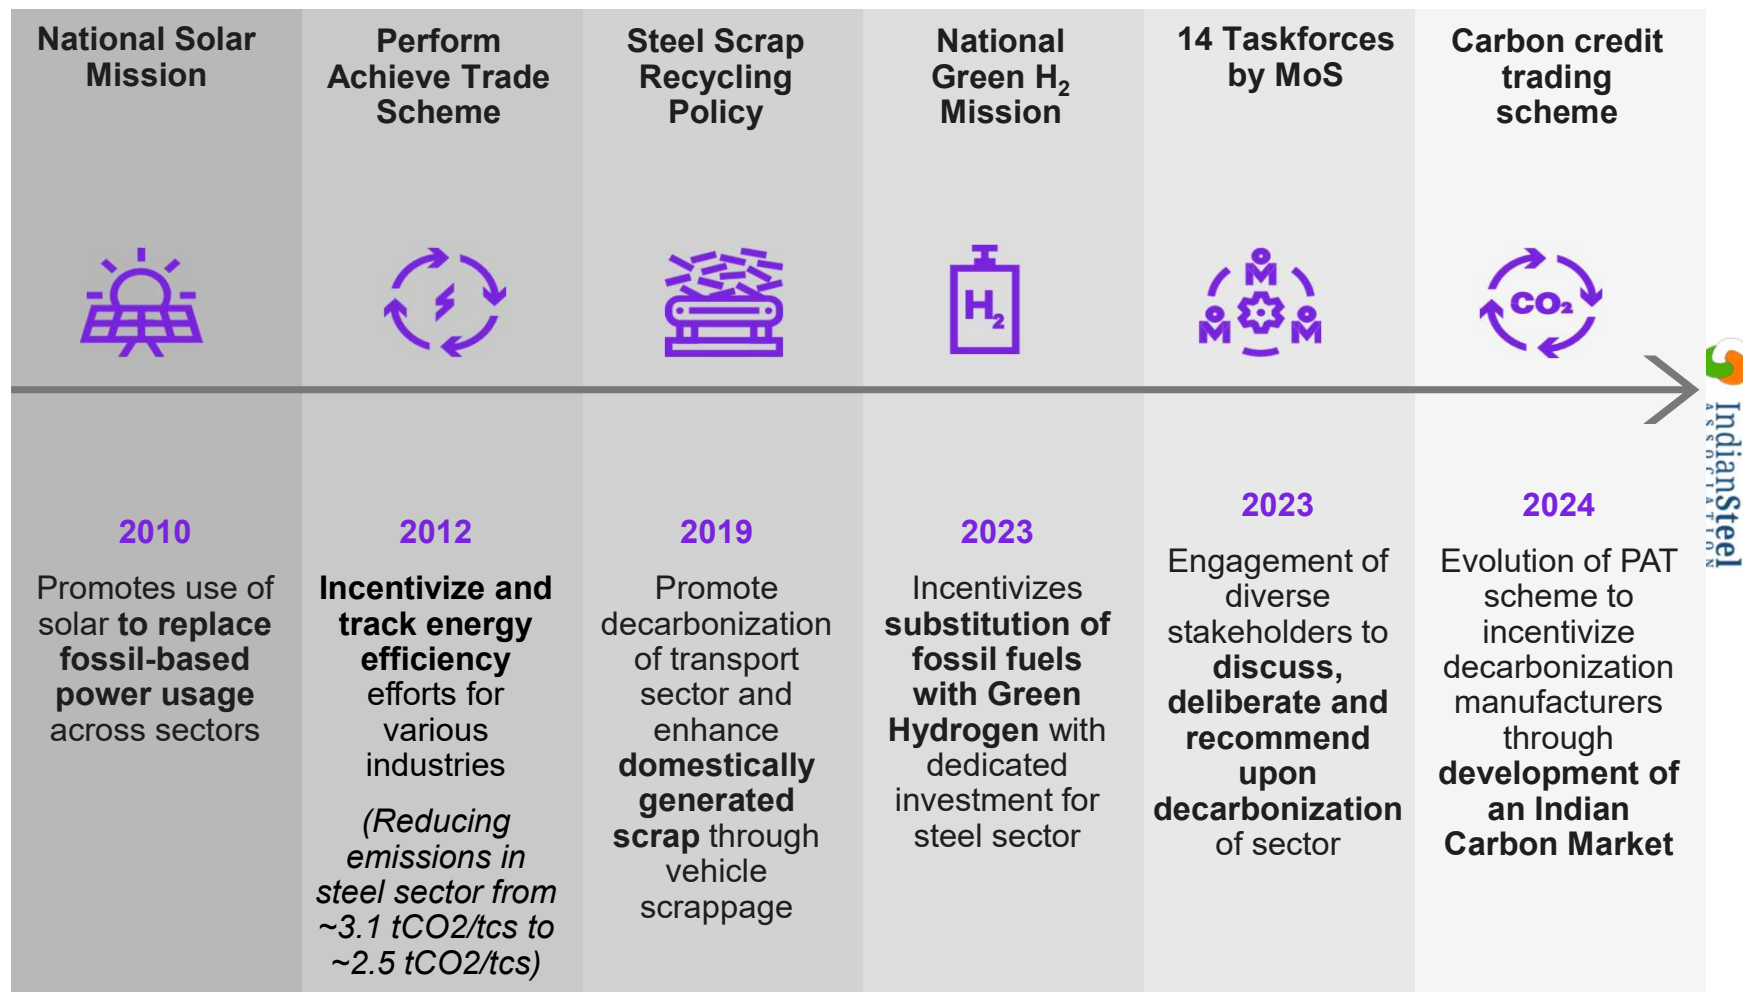 National Solar
Mission
Perform
Achieve Trade
Scheme
Steel Scrap
Recycling
Policy
National
Green H₂
Mission
14 Taskforces
by MoS
Carbon credit
trading
scheme
H₂
CO₂
2010
Promotes use of
solar to replace
fossil-based
power usage
across sectors
2012
Incentivize and
track energy
efficiency
efforts for
various
industries
(Reducing
emissions in
steel sector from
~3.1 tCO2/tcs to
~2.5 tCO2/tcs)
2019
Promote
decarbonization
of transport
sector and
enhance
domestically
generated
scrap through
vehicle
scrappage
2023
Incentivizes
substitution of
fossil fuels
with Green
Hydrogen with
dedicated
investment for
steel sector
2023
Engagement of
diverse
stakeholders to
discuss,
deliberate and
recommend
upon
decarbonization
of sector
2024
Evolution of PAT
scheme to
incentivize
decarbonization
manufacturers
through
development of
an Indian
Carbon Market
IndianSteel
ASSOCIATION